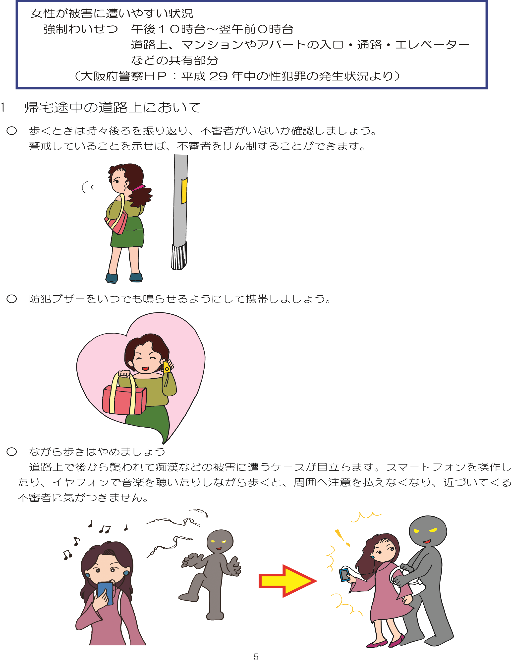 女性が被害に遭いやすい状況
強制わいせつ　午後１０時台～翌午前０時台
道路上、マンションやアパートの入口・通路・エレベーター
などの共有部分
（大阪府警察ＨＰ：平成 29 年中の性犯罪の発生状況より）
1　帰宅途中の道路上において
○　歩くときは時々後ろを振り返り、不審者がいないか確認しましょう。
警戒していることを示せば、不審者をけん制することができます。
○　防犯ブザーをいつでも鳴らせるようにして携帯しましょう。
○　ながら歩きはやめましょう
道路上で後から襲われて痴漢などの被害に遭うケースが目立ちます。スマートフォンを操作し
たり、イヤフォンで音楽を聴いたりしながら歩くと、周囲へ注意を払えなくなり、近づいてくる
不審者に気がつきません。
5